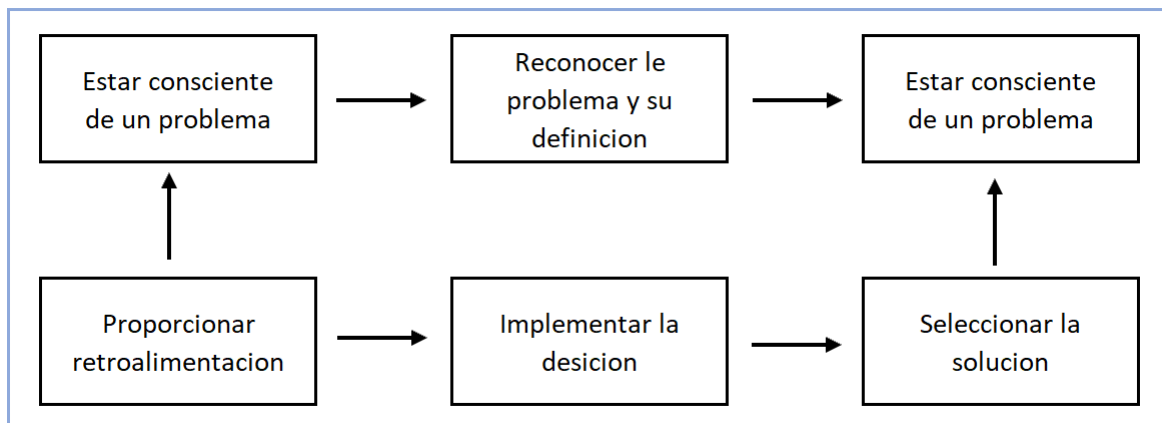 Estar consciente
de un problema
Reconocer le
problema y su
definicion
Estar consciente
de un problema
Proporcionar
retroalimentacion
Implementar la
desicion
Seleccionar la
solucion